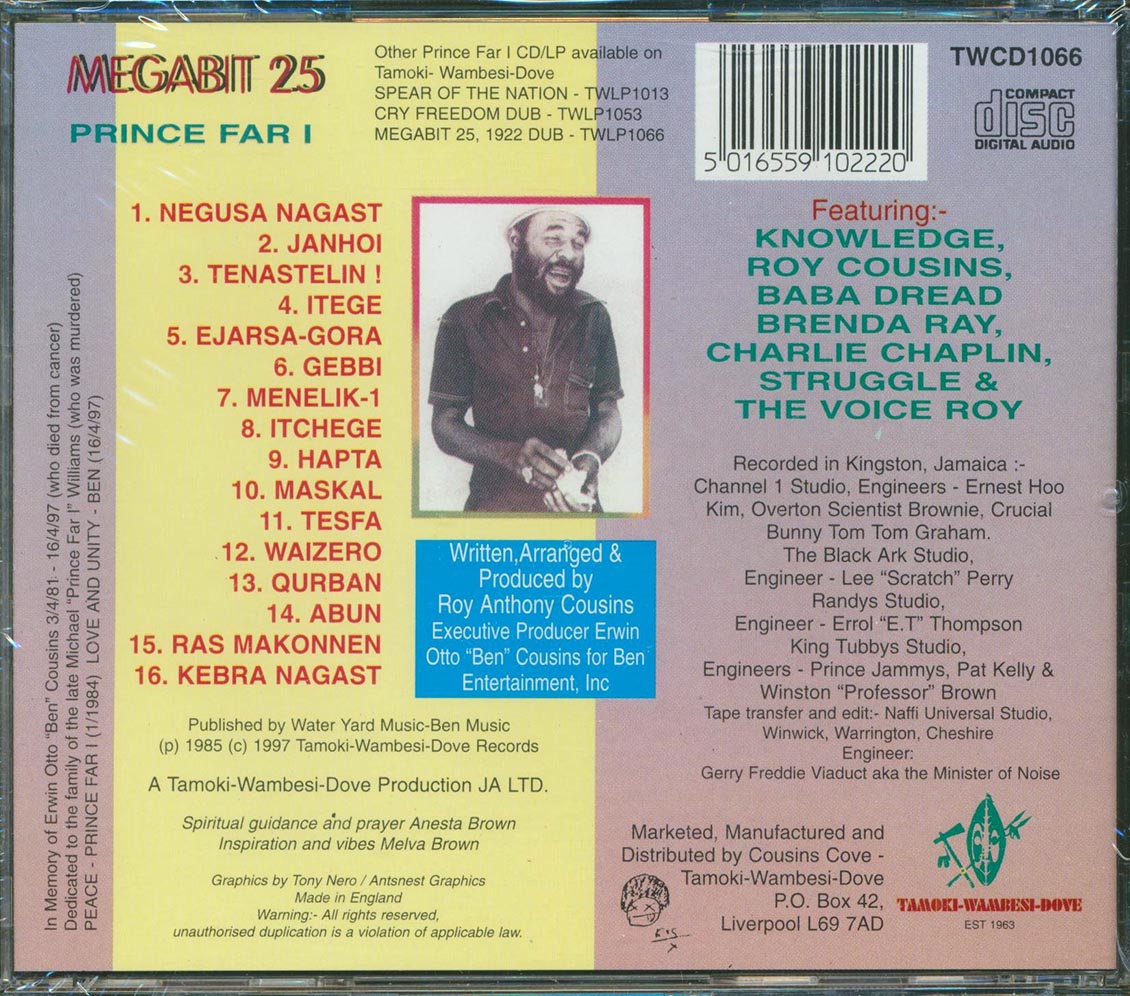 MEGABIT 25
PRINCE FAR I
Other Prince Far I CD/LP available on
Tamoki- Wambesi-Dove
SPEAR OF THE NATION - TWLP1013
CRY FREEDOM DUB - TWLP1053
MEGABIT 25, 1922 DUB - TWLP1066
5 016559 102220
TWCD1066
COMPACT
disc
DIGITAL AUDIO
1. NEGUSA NAGAST
2. JANHOI
3. TENASTELIN !
4. ITEGE
5. EJARSA-GORA
6. GEBBI
7. MENELIK-1
8. ITCHEGE
9. HAPTA
10. MASKAL
11. TESFA
12. WAIZERO
13. QURBAN
14. ABUN
15. RAS MAKONNEN
16. KEBRA NAGAST
Written,Arranged &
Produced by
Roy Anthony Cousins
Executive Producer Erwin
Otto "Ben" Cousins for Ben
Entertainment, Inc
Published by Water Yard Music-Ben Music
(p) 1985 (c) 1997 Tamoki-Wambesi-Dove Records
A Tamoki-Wambesi-Dove Production JA LTD.
Spiritual guidance and prayer Anesta Brown
Inspiration and vibes Melva Brown
Graphics by Tony Nero / Antsnest Graphics
Made in England
Warning:- All rights reserved,
unauthorised duplication is a violation of applicable law.
In Memory of Erwin Otto "Ben" Cousins 3/4/81: - 16/4/97 (who died from cancer)
Dedicated to the family of the late Michael "Prince Far I" Williams (who was murdered)
PEACE - PRINCE FAR I (1/1984) LOVE AND UNITY - BEN (16/4/97)
Featuring:-
KNOWLEDGE,
ROY COUSINS,
BABA DREAD
BRENDA RAY,
CHARLIE CHAPLIN,
STRUGGLE &
THE VOICE ROY
Recorded in Kingston, Jamaica :-
Channel 1 Studio, Engineers - Ernest Hoo
Kim, Overton Scientist Brownie, Crucial
Bunny Tom Tom Graham.
The Black Ark Studio,
Engineer - Lee "Scratch" Perry
Randys Studio,
Engineer - Errol "E.T" Thompson
King Tubbys Studio,
Engineers - Prince Jammys, Pat Kelly &
Winston "Professor" Brown
Tape transfer and edit:- Naffi Universal Studio,
Winwick, Warrington, Cheshire
Engineer:
Gerry Freddie Viaduct aka the Minister of Noise
Marketed, Manufactured and
Distributed by Cousins Cove -
Tamoki-Wambesi-Dove
P.O. Box 42,
Liverpool L69 7AD
TAMOKI-WAMBESI-DOVE
EST 1963